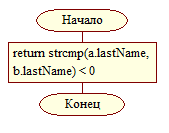 Начало
return strcmp(a.lastName,
b.lastName) < 0
Конец